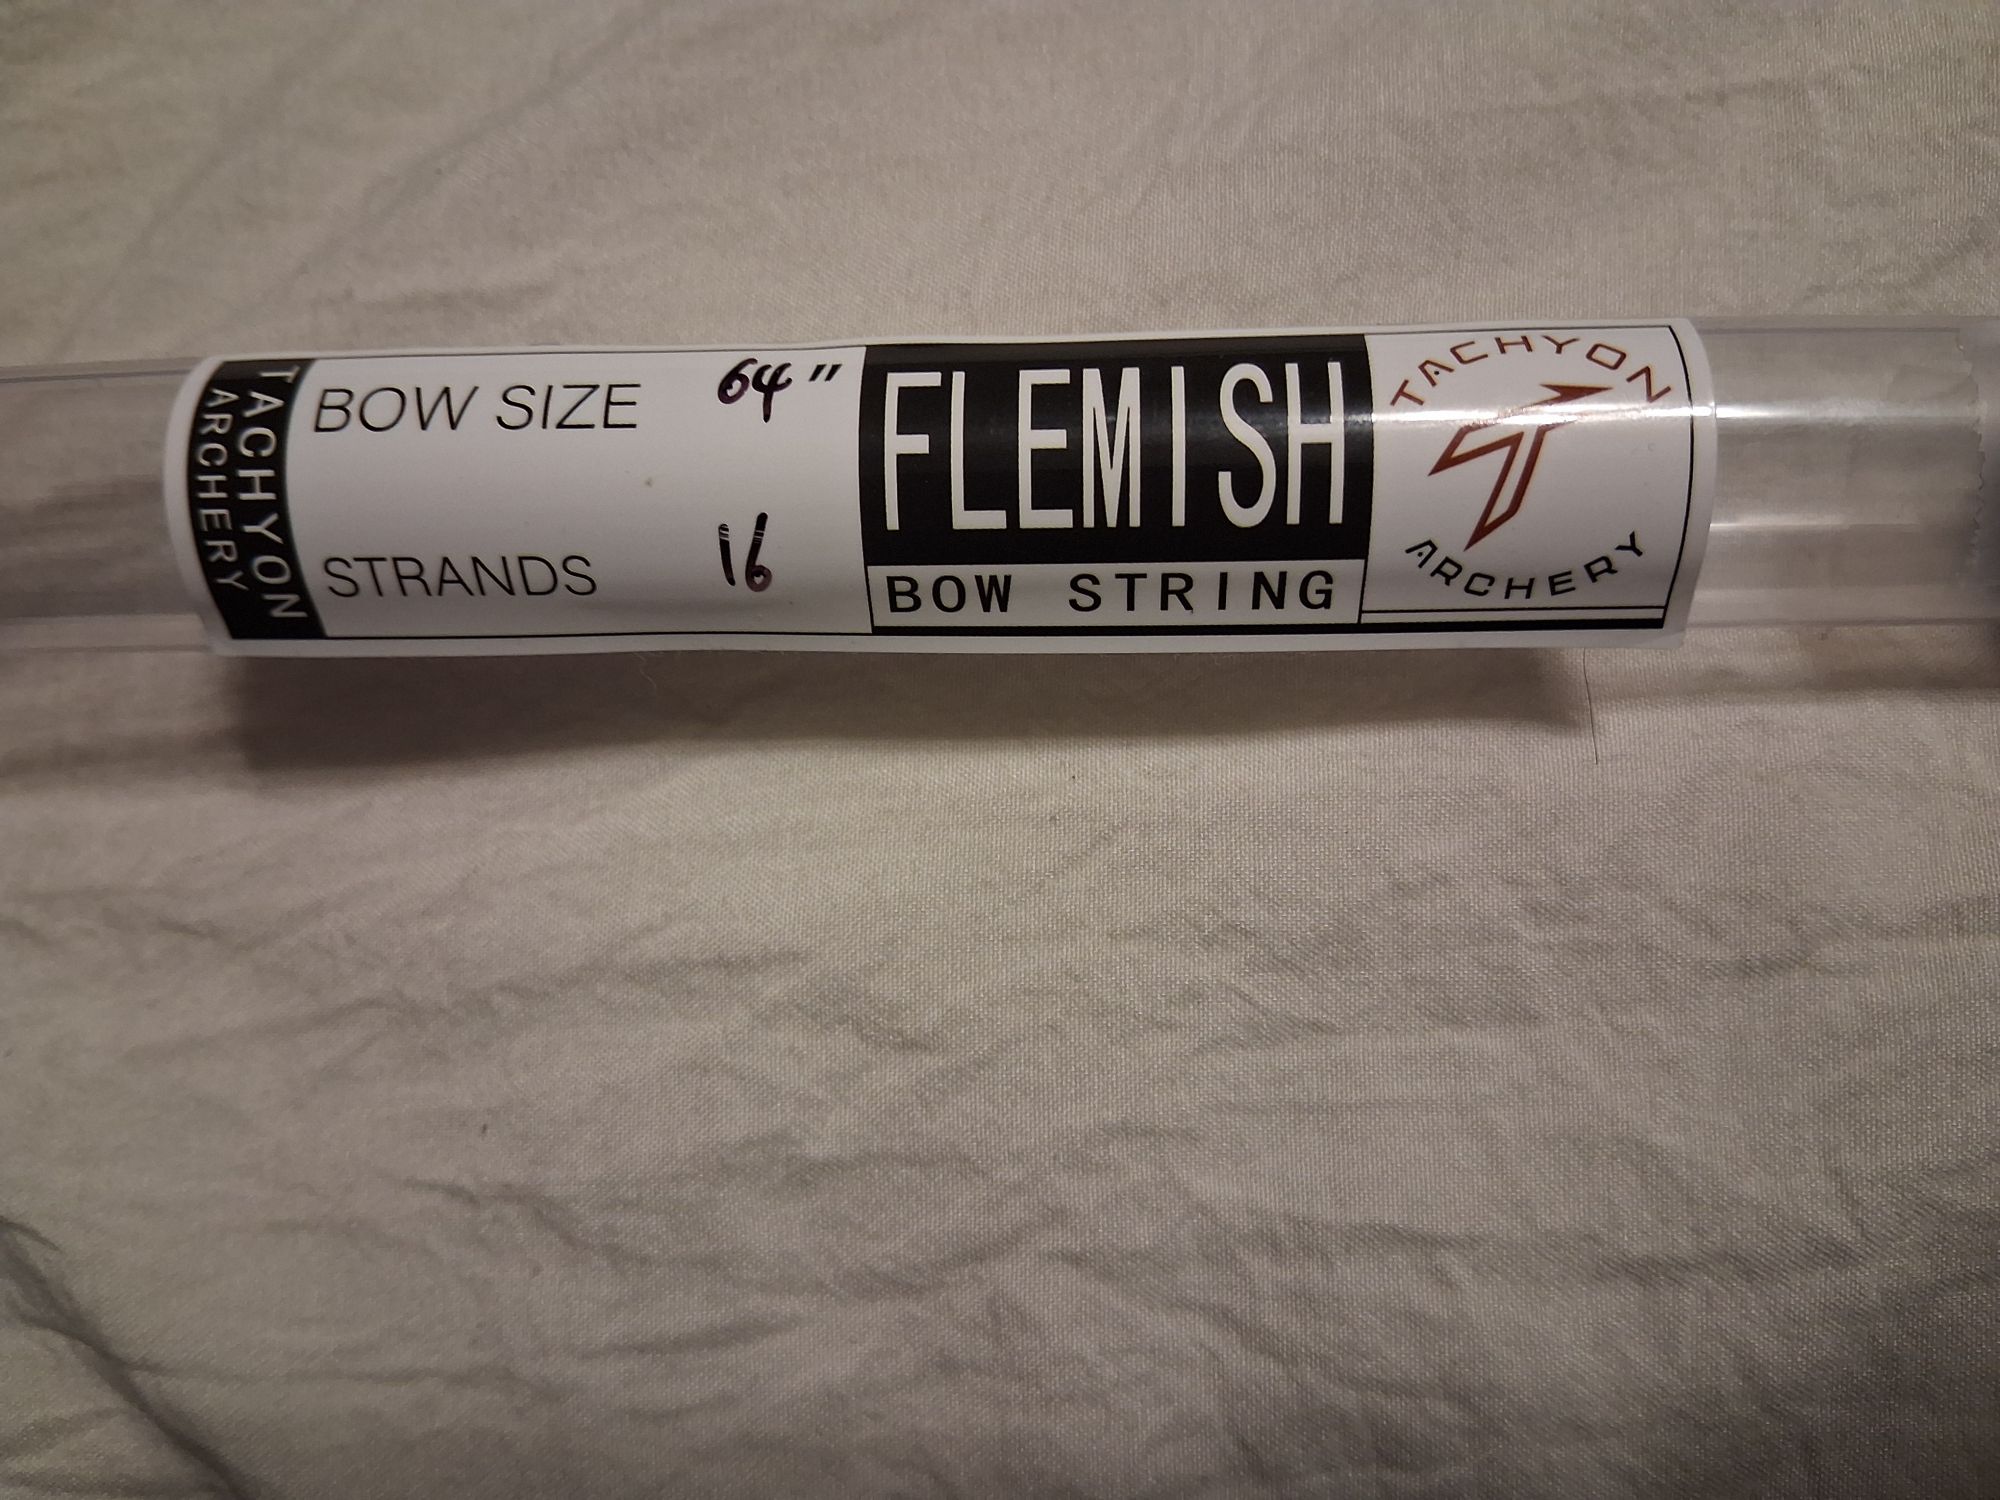 TACHYON
ARCHERY
BOW SIZE 64"
STRANDS 16
FLEMISH
BOW STRING
TACHYON
ARCHERY